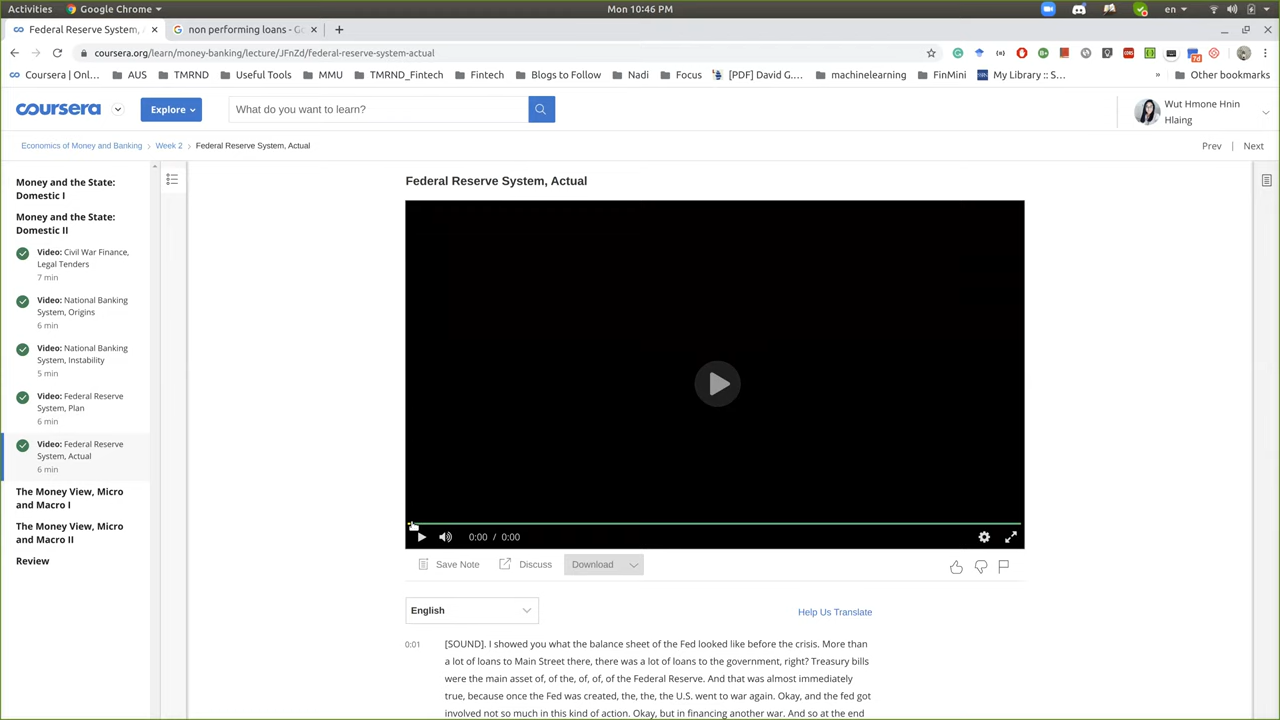 Activities Google Chrome Mon 10:46 PM en
Federal Reserve System, A non performing loans - Go
coursera.org/learn/money-banking/lecture/JFnZd/federal-reserve-system-actual
Coursera | Onl... AUS TMRND Useful Tools MMU TMRND_Fintech Fintech Blogs to Follow Nadi Focus [PDF] David G.... machinelearning FinMini My Library :: S... » Other bookmarks
coursera Explore What do you want to learn? Wut Hmone Hnin
Hlaing
Economics of Money and Banking Week 2 Federal Reserve System, Actual Prev | Next
Money and the State:
Domestic I
Money and the State:
Domestic II
Video: Civil War Finance,
Legal Tenders
7 min
Video: National Banking
System, Origins
6 min
Video: National Banking
System, Instability
5 min
Video: Federal Reserve
System, Plan
6 min
Video: Federal Reserve
System, Actual
6 min
The Money View, Micro
and Macro I
The Money View, Micro
and Macro II
Review
Federal Reserve System, Actual
0:00 / 0:00
Save Note Discuss Download
English Help Us Translate
0:01 [SOUND]. I showed you what the balance sheet of the Fed looked like before the crisis. More than
a lot of loans to Main Street there, there was a lot of loans to the government, right? Treasury bills
were the main asset of, of the, of, of, of the Federal Reserve. And that was almost immediately
true, because once the Fed was created, the, the, the U.S. went to war again. Okay, and the fed got
involved not so much in this kind of action. Okay, but in financing another war. And so at the end